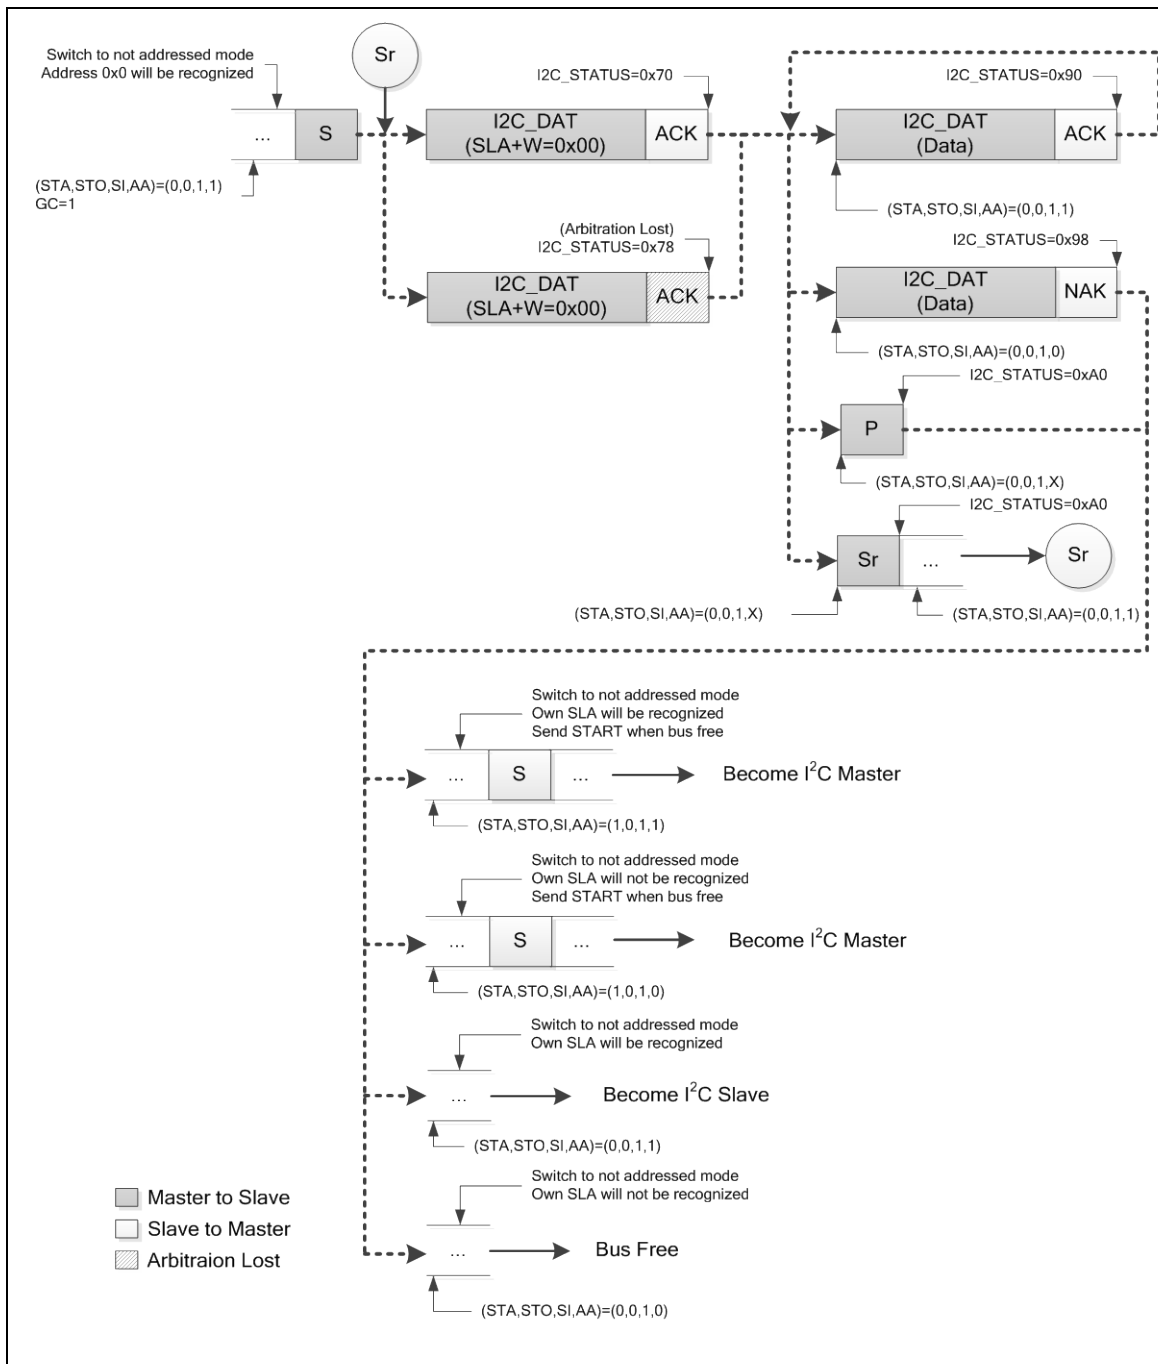 Switch to not addressed mode
Address 0x0 will be recognized
Sr
I2C_STATUS=0x70
I2C_STATUS=0x90
...
S
I2C_DAT
(SLA+W=0x00)
ACK
I2C_DAT
(Data)
ACK
(STA,STO,SI,AA)=(0,0,1,1)
GC=1
(STA,STO,SI,AA)=(0,0,1,1)
(Arbitration Lost)
I2C_STATUS=0x78
I2C_STATUS=0x98
I2C_DAT
(SLA+W=0x00)
ACK
I2C_DAT
(Data)
NAK
(STA,STO,SI,AA)=(0,0,1,0)
I2C_STATUS=0xA0
P
(STA,STO,SI,AA)=(0,0,1,X)
I2C_STATUS=0xA0
Sr
...
Sr
(STA,STO,SI,AA)=(0,0,1,X)
(STA,STO,SI,AA)=(0,0,1,1)
Switch to not addressed mode
Own SLA will be recognized
Send START when bus free
...
S
...
Become I²C Master
(STA,STO,SI,AA)=(1,0,1,1)
Switch to not addressed mode
Own SLA will not be recognized
Send START when bus free
...
S
...
Become I²C Master
(STA,STO,SI,AA)=(1,0,1,0)
Switch to not addressed mode
Own SLA will be recognized
...
Become I²C Slave
(STA,STO,SI,AA)=(0,0,1,1)
Switch to not addressed mode
Own SLA will not be recognized
...
Bus Free
(STA,STO,SI,AA)=(0,0,1,0)
Master to Slave
Slave to Master
Arbitraion Lost